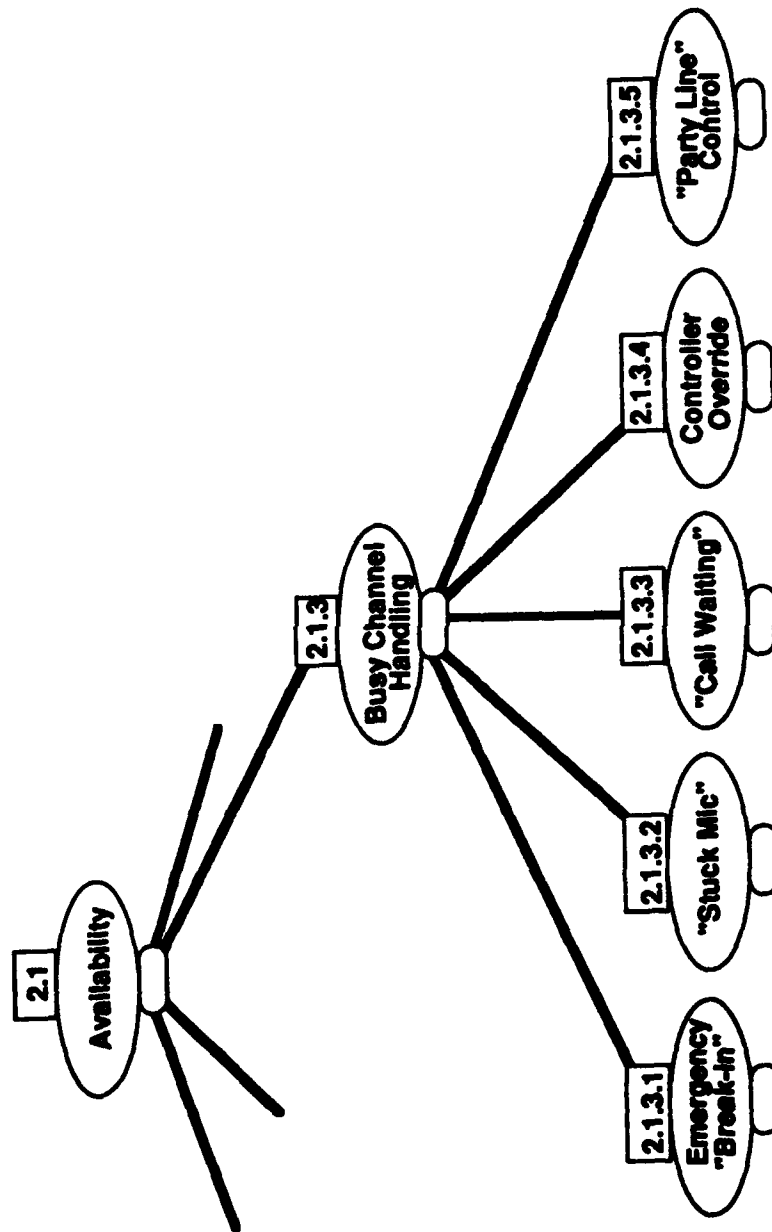 2.1
Availability
2.1.3
Busy Channel
Handling
2.1.3.1
Emergency
"Break-in"
2.1.3.2
"Stuck Mic"
2.1.3.3
"Call Waiting"
2.1.3.4
Controller
Override
2.1.3.5
"Party Line"
Control